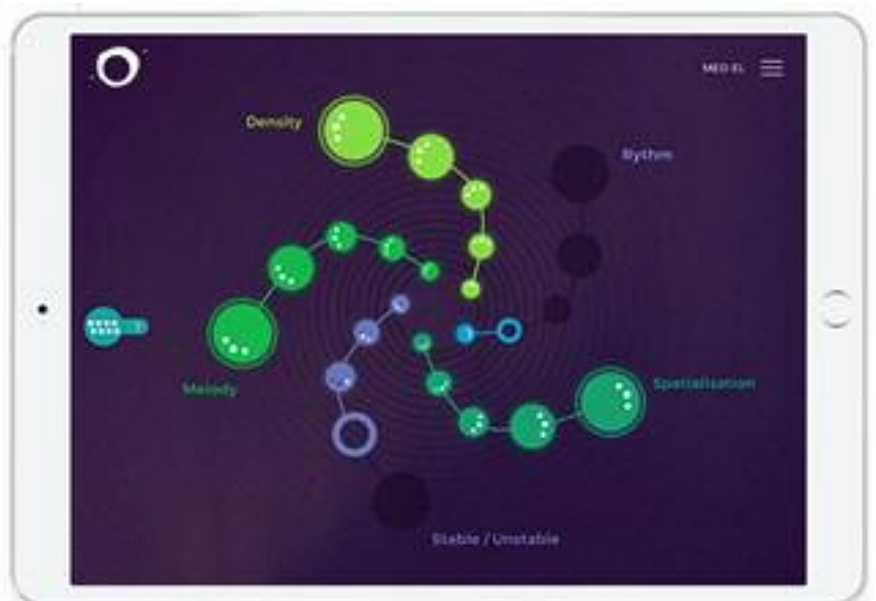 MED-EL
Density
Rythm
Melody
Spatialisation
Stable / Unstable